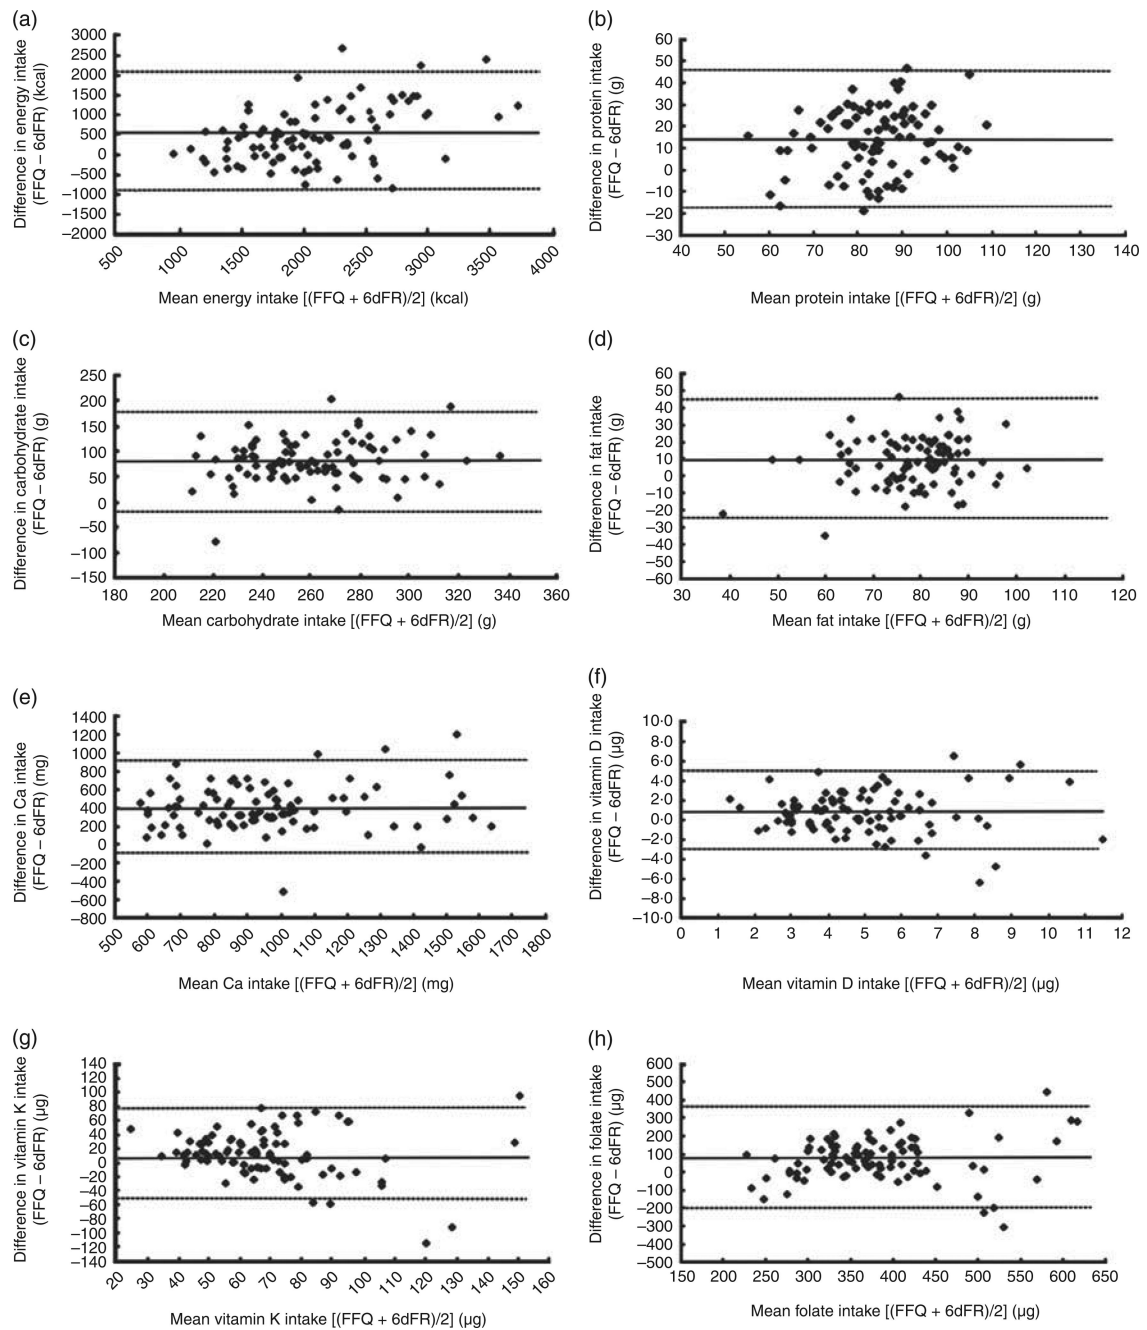 (a)
Difference in energy intake
(FFQ – 6dFR) (kcal)
3000
2500
2000
1500
1000
500
0
–500
–1000
–1500
–2000
500 1000 1500 2000 2500 3000 3500 4000
Mean energy intake [(FFQ + 6dFR)/2] (kcal)
(b)
Difference in protein intake
(FFQ – 6dFR) (g)
60
50
40
30
20
10
0
–10
–20
–30
40 50 60 70 80 90 100 110 120 130 140
Mean protein intake [(FFQ + 6dFR)/2] (g)
(c)
Difference in carbohydrate intake
(FFQ – 6dFR) (g)
250
200
150
100
50
0
–50
–100
–150
180 200 220 240 260 280 300 320 340 360
Mean carbohydrate intake [(FFQ + 6dFR)/2] (g)
(d)
Difference in fat intake
(FFQ – 6dFR) (g)
60
50
40
30
20
10
0
–10
–20
–30
–40
–50
–60
30 40 50 60 70 80 90 100 110 120
Mean fat intake [(FFQ + 6dFR)/2] (g)
(e)
Difference in Ca intake
(FFQ – 6dFR) (mg)
1400
1200
1000
800
600
400
200
0
–200
–400
–600
–800
500 600 700 800 900 1000 1100 1200 1300 1400 1500 1600 1700 1800
Mean Ca intake [(FFQ + 6dFR)/2] (mg)
(f)
Difference in vitamin D intake
(FFQ – 6dFR) (µg)
10·0
8·0
6·0
4·0
2·0
0·0
–2·0
–4·0
–6·0
–8·0
–10·0
0 1 2 3 4 5 6 7 8 9 10 11 12
Mean vitamin D intake [(FFQ + 6dFR)/2] (µg)
(g)
Difference in vitamin K intake
(FFQ – 6dFR) (µg)
140
120
100
80
60
40
20
0
–20
–40
–60
–80
–100
–120
–140
20 30 40 50 60 70 80 90 100 110 120 130 140 150 160
Mean vitamin K intake [(FFQ + 6dFR)/2] (µg)
(h)
Difference in folate intake
(FFQ – 6dFR) (µg)
600
500
400
300
200
100
0
–100
–200
–300
–400
–500
150 200 250 300 350 400 450 500 550 600 650
Mean folate intake [(FFQ + 6dFR)/2] (µg)